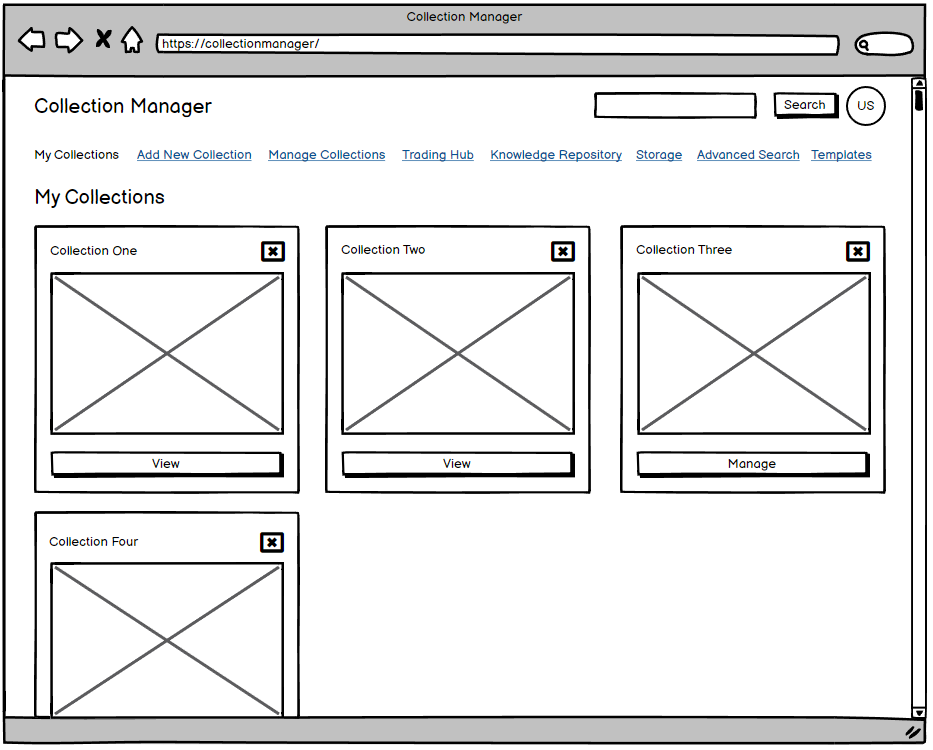 Collection Manager
https://collectionmanager/
Collection Manager
Search
US
My Collections Add New Collection Manage Collections Trading Hub Knowledge Repository Storage Advanced Search Templates
My Collections
Collection One
Collection Two
Collection Three
View
View
Manage
Collection Four